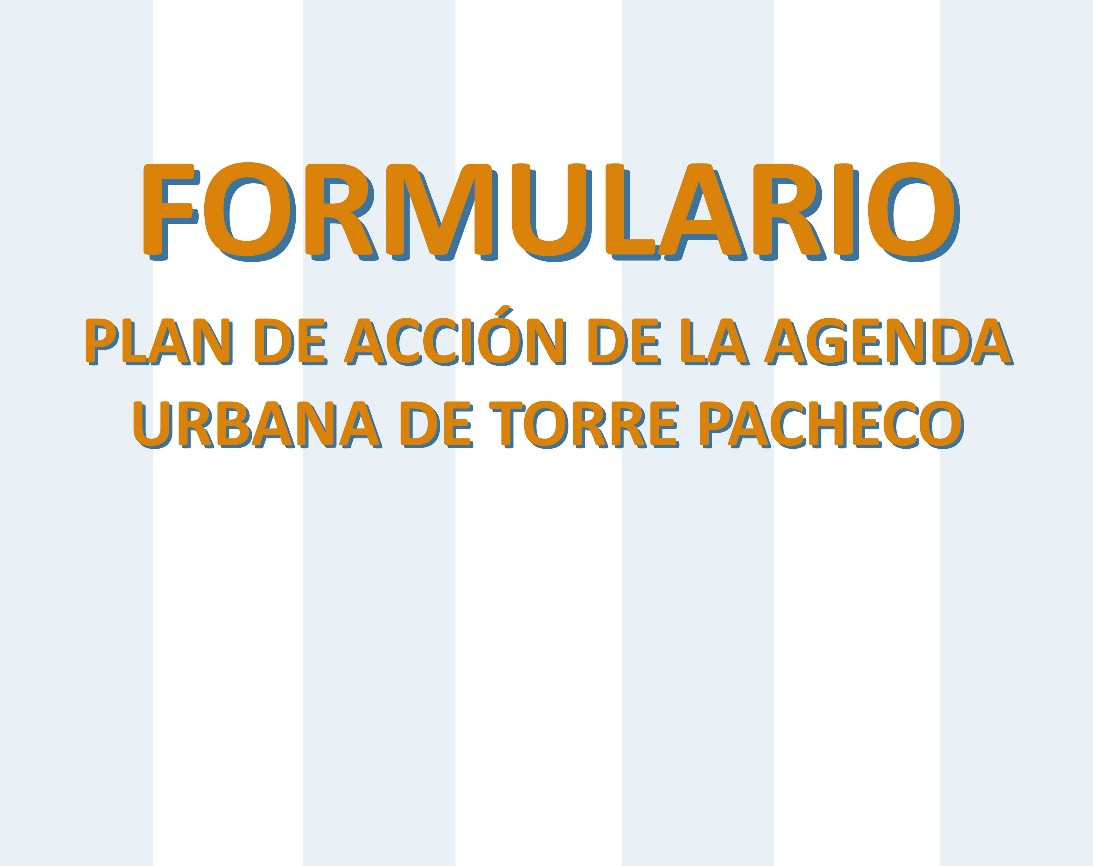 FORMULARIO
PLAN DE ACCIÓN DE LA AGENDA
URBANA DE TORRE PACHECO